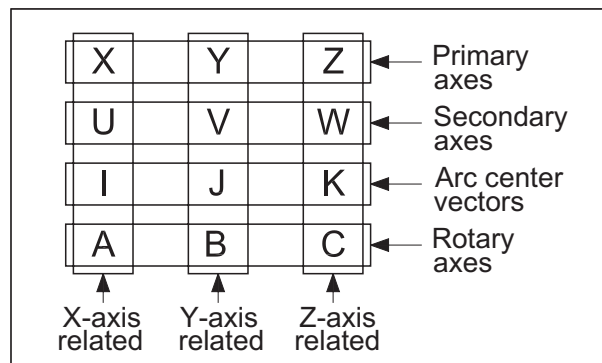 X Y Z
Primary
axes
U V W
Secondary
axes
I J K
Arc center
vectors
A B C
Rotary
axes
X-axis
related
Y-axis
related
Z-axis
related